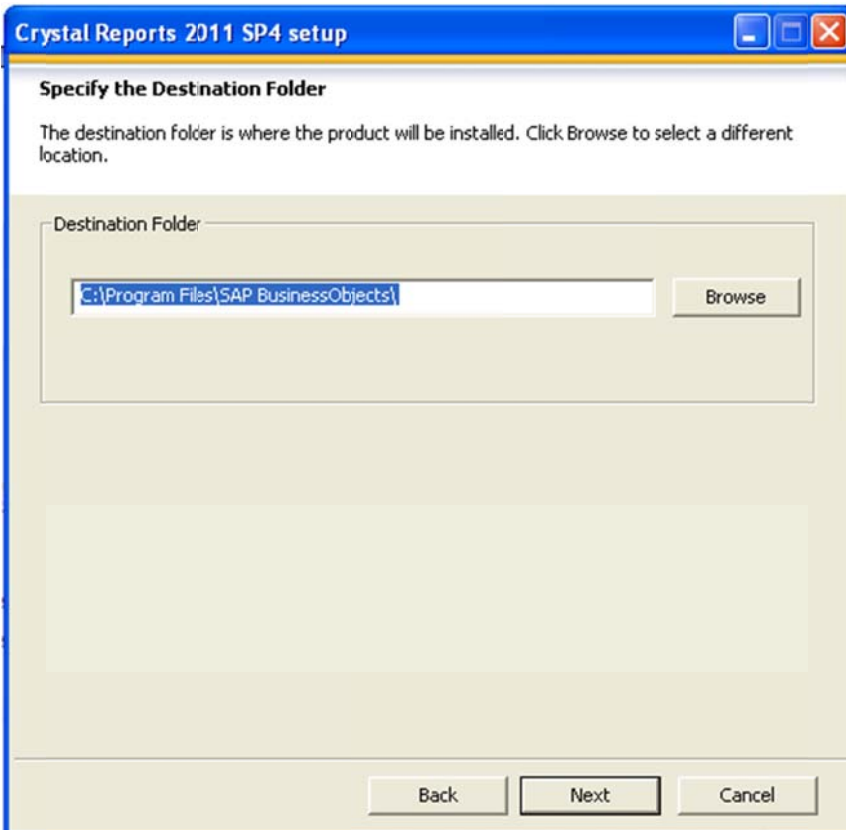 Crystal Reports 2011 SP4 setup
Specify the Destination Folder
The destination folder is where the product will be installed. Click Browse to select a different
location.
Destination Folder
C:\Program Files\SAP BusinessObjects\
Browse
Back
Next
Cancel